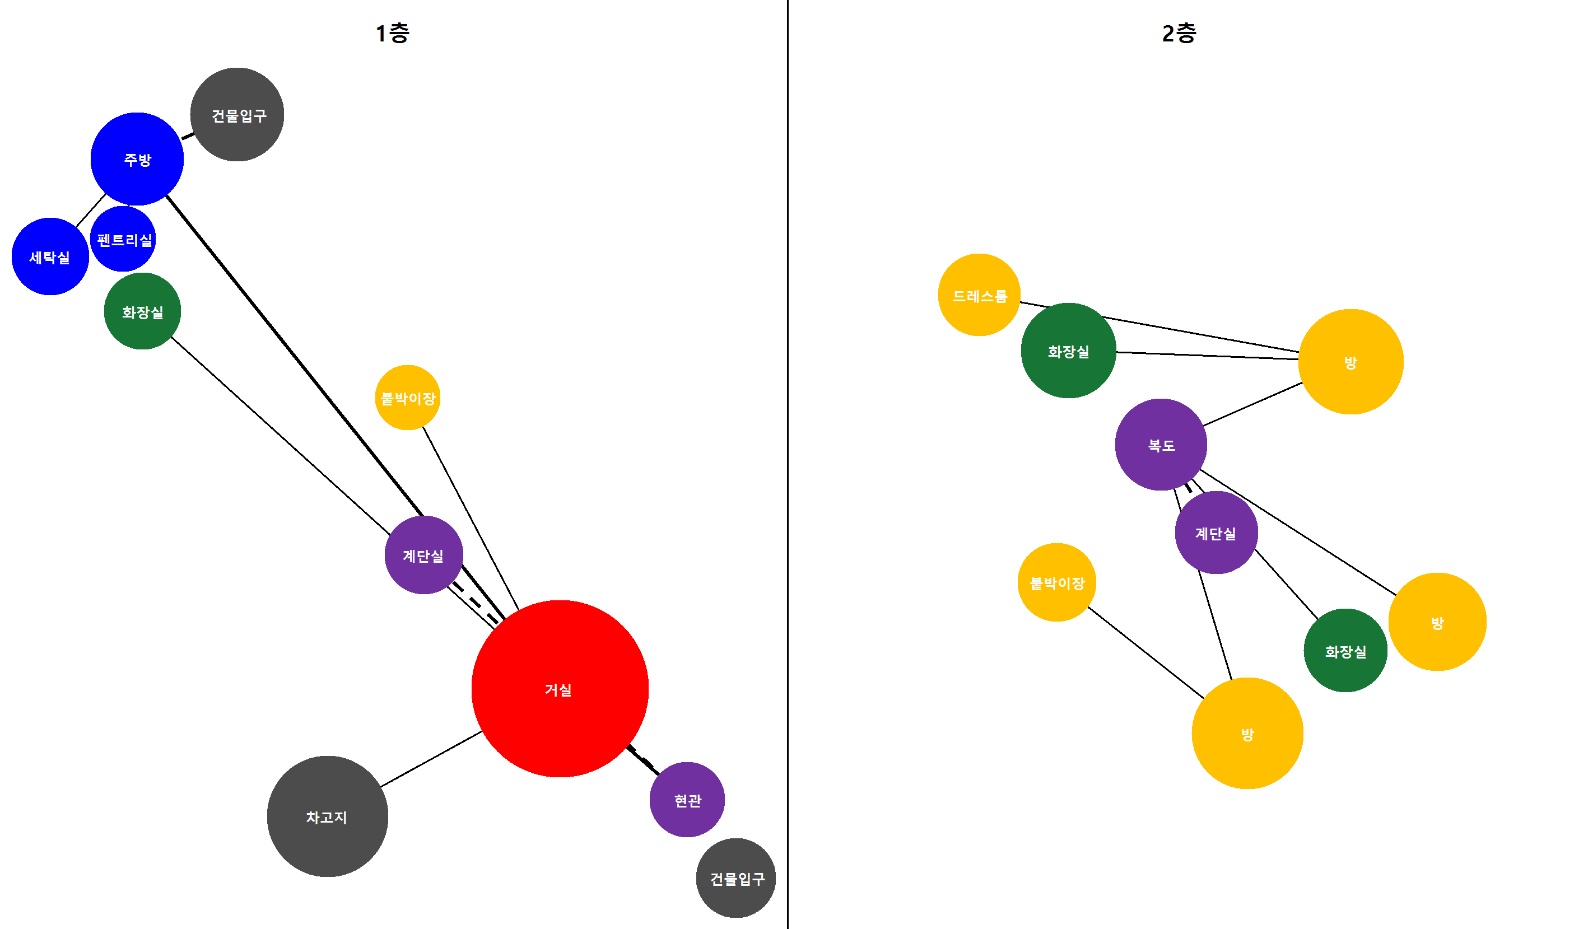 1층
건물입구
주방
펜트리실
세탁실
화장실
붙박이장
계단실
거실
현관
차고지
건물입구
2층
드레스룸
화장실
방
복도
계단실
붙박이장
방
화장실
방